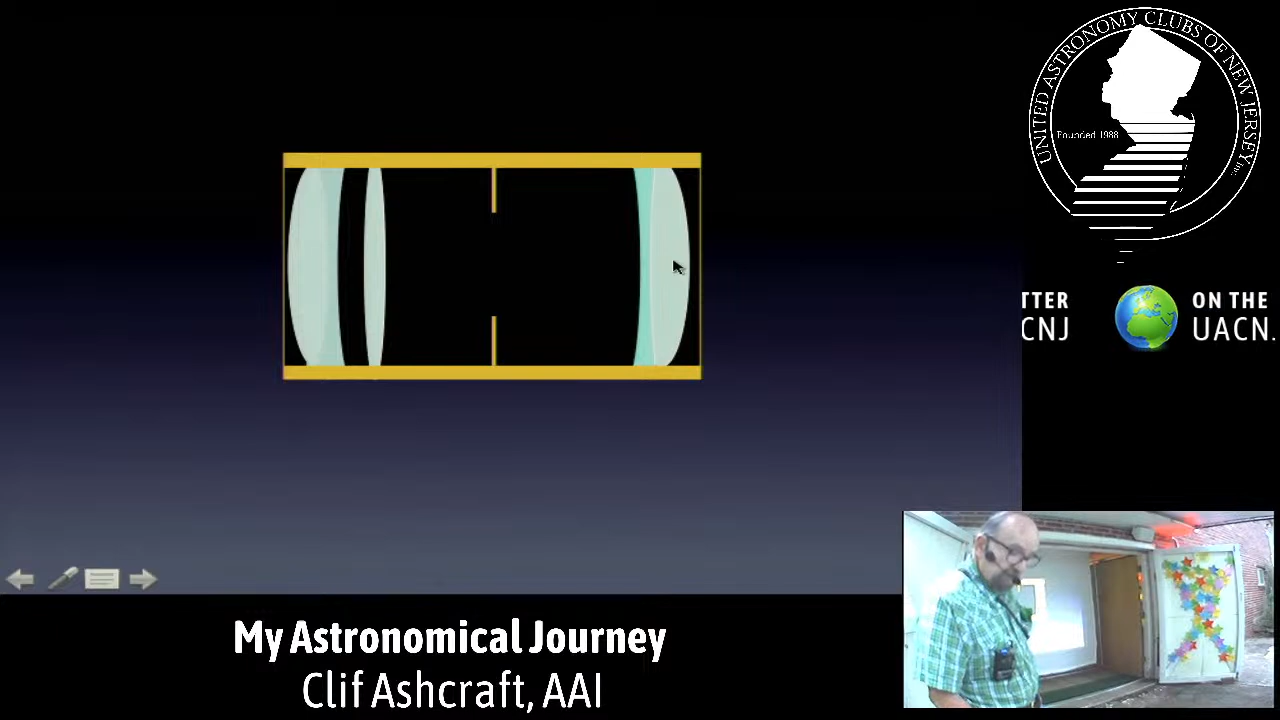 UNITED ASTRONOMY CLUBS OF NEW JERSEY, Inc.
Founded 1988
TTER
CNJ
ON THE
UACN.
My Astronomical Journey
Clif Ashcraft, AAI